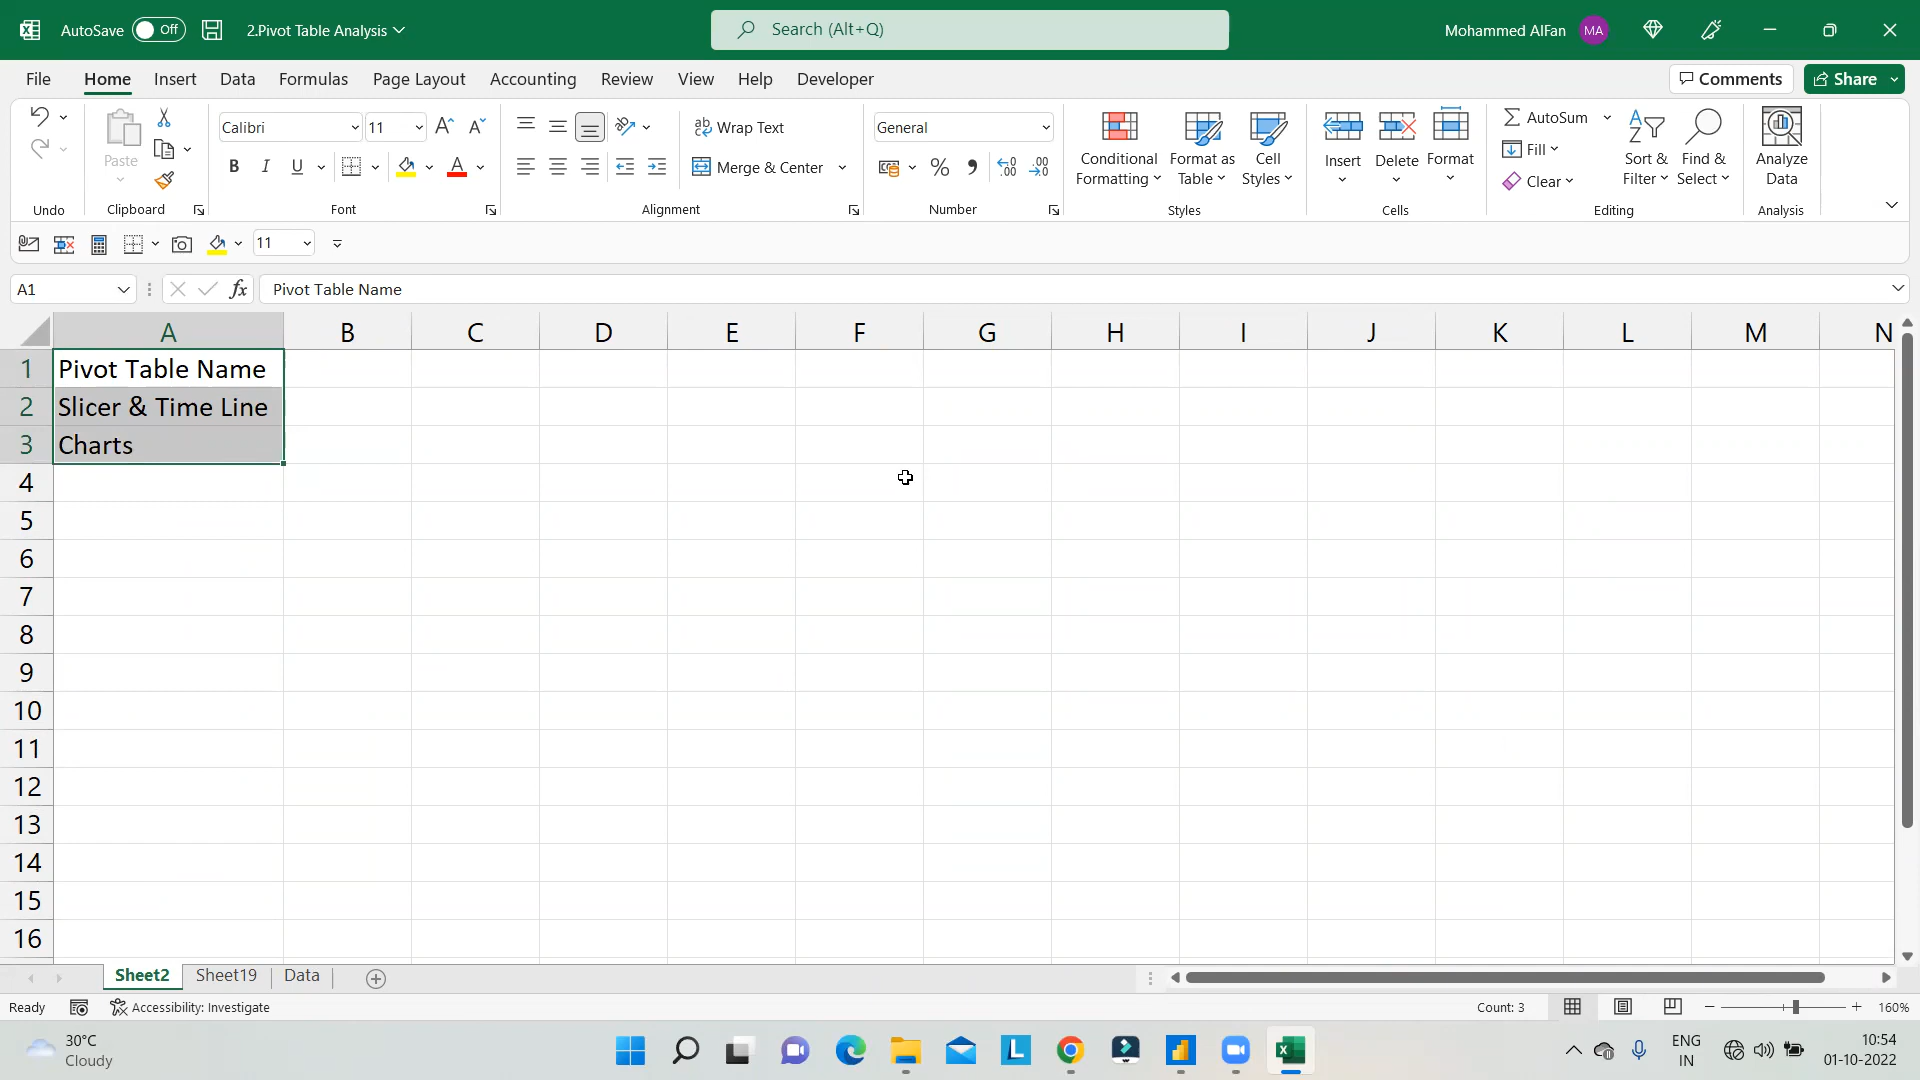 AutoSave Off 2.Pivot Table Analysis Search (Alt+Q) Mohammed AlFan MA
File Home Insert Data Formulas Page Layout Accounting Review View Help Developer Comments Share
Calibri 11 Wrap Text General Conditional Formatting Format as Table Cell Styles Insert Delete Format AutoSum Fill Clear Sort & Filter Find & Select Analyze Data
Paste B I U Merge & Center
Undo Clipboard Font Alignment Number Styles Cells Editing Analysis
11
A1 fx Pivot Table Name
A B C D E F G H I J K L M N
1 Pivot Table Name
2 Slicer & Time Line
3 Charts
4
5
6
7
8
9
10
11
12
13
14
15
16
Sheet2 Sheet19 Data
Ready Accessibility: Investigate Count: 3 160%
30°C ENG 10:54
Cloudy IN 01-10-2022